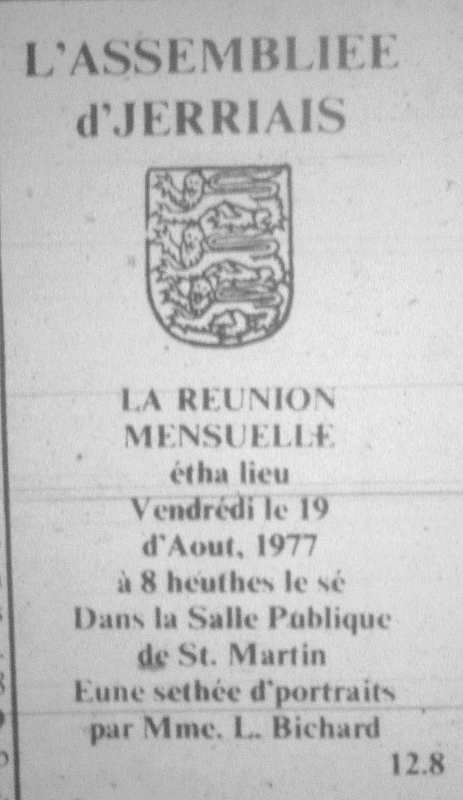 L'ASSEMBLIEE
d'JERRIAIS
LA REUNION
MENSUELLE
étha lieu
Vendrédi le 19
d'Aout, 1977
à 8 heuthes le sé
Dans la Salle Publique
de St. Martin
Eune sethée d'portraits
par Mme. L. Bichard
12.8